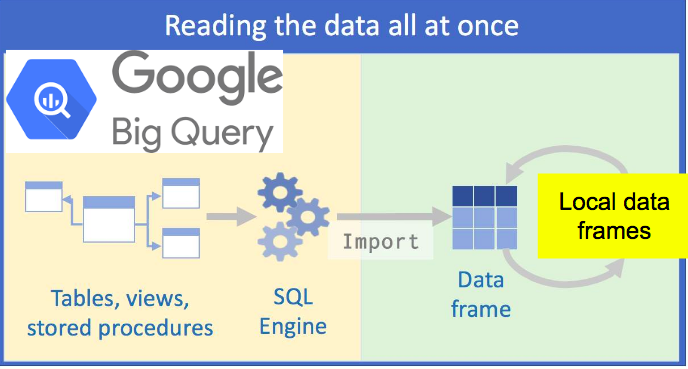 Reading the data all at once
Google
Big Query
Import
Local data
frames
Tables, views,
stored procedures
SQL
Engine
Data
frame